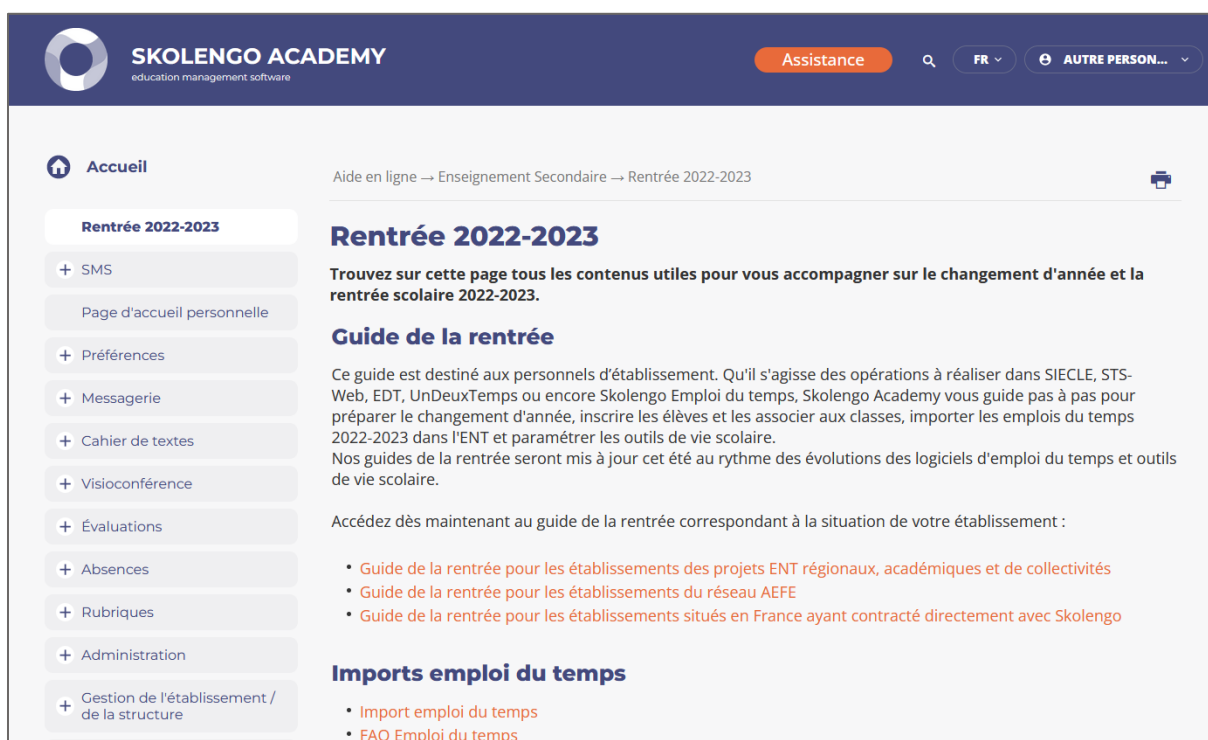 SKOLENGO ACADEMY
education management software
Assistance
FR
AUTRE PERSON...
Accueil
Rentrée 2022-2023
SMS
Page d'accueil personnelle
Préférences
Messagerie
Cahier de textes
Visioconférence
Évaluations
Absences
Rubriques
Administration
Gestion de l'établissement /
de la structure
Aide en ligne → Enseignement Secondaire → Rentrée 2022-2023
Rentrée 2022-2023
Trouvez sur cette page tous les contenus utiles pour vous accompagner sur le changement d'année et la
rentrée scolaire 2022-2023.
Guide de la rentrée
Ce guide est destiné aux personnels d'établissement. Qu'il s'agisse des opérations à réaliser dans SIECLE, STS-
Web, EDT, UnDeuxTemps ou encore Skolengo Emploi du temps, Skolengo Academy vous guide pas à pas pour
préparer le changement d'année, inscrire les élèves et les associer aux classes, importer les emplois du temps
2022-2023 dans l'ENT et paramétrer les outils de vie scolaire.
Nos guides de la rentrée seront mis à jour cet été au rythme des évolutions des logiciels d'emploi du temps et outils
de vie scolaire.
Accédez dès maintenant au guide de la rentrée correspondant à la situation de votre établissement :
• Guide de la rentrée pour les établissements des projets ENT régionaux, académiques et de collectivités
• Guide de la rentrée pour les établissements du réseau AEFE
• Guide de la rentrée pour les établissements situés en France ayant contracté directement avec Skolengo
Imports emploi du temps
• Import emploi du temps
• FAQ Emploi du temps